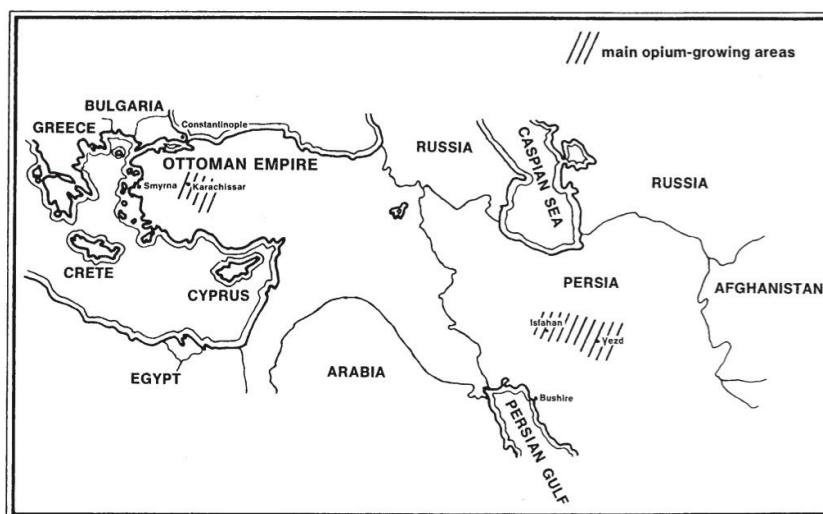 main opium-growing areas
BULGARIA
Constantinople
GREECE
OTTOMAN EMPIRE
RUSSIA
CASPIAN SEA
RUSSIA
Smyrna
Karachissar
CRETE
CYPRUS
PERSIA
AFGHANISTAN
Isfahan
Yezd
EGYPT
ARABIA
Bushire
PERSIAN GULF